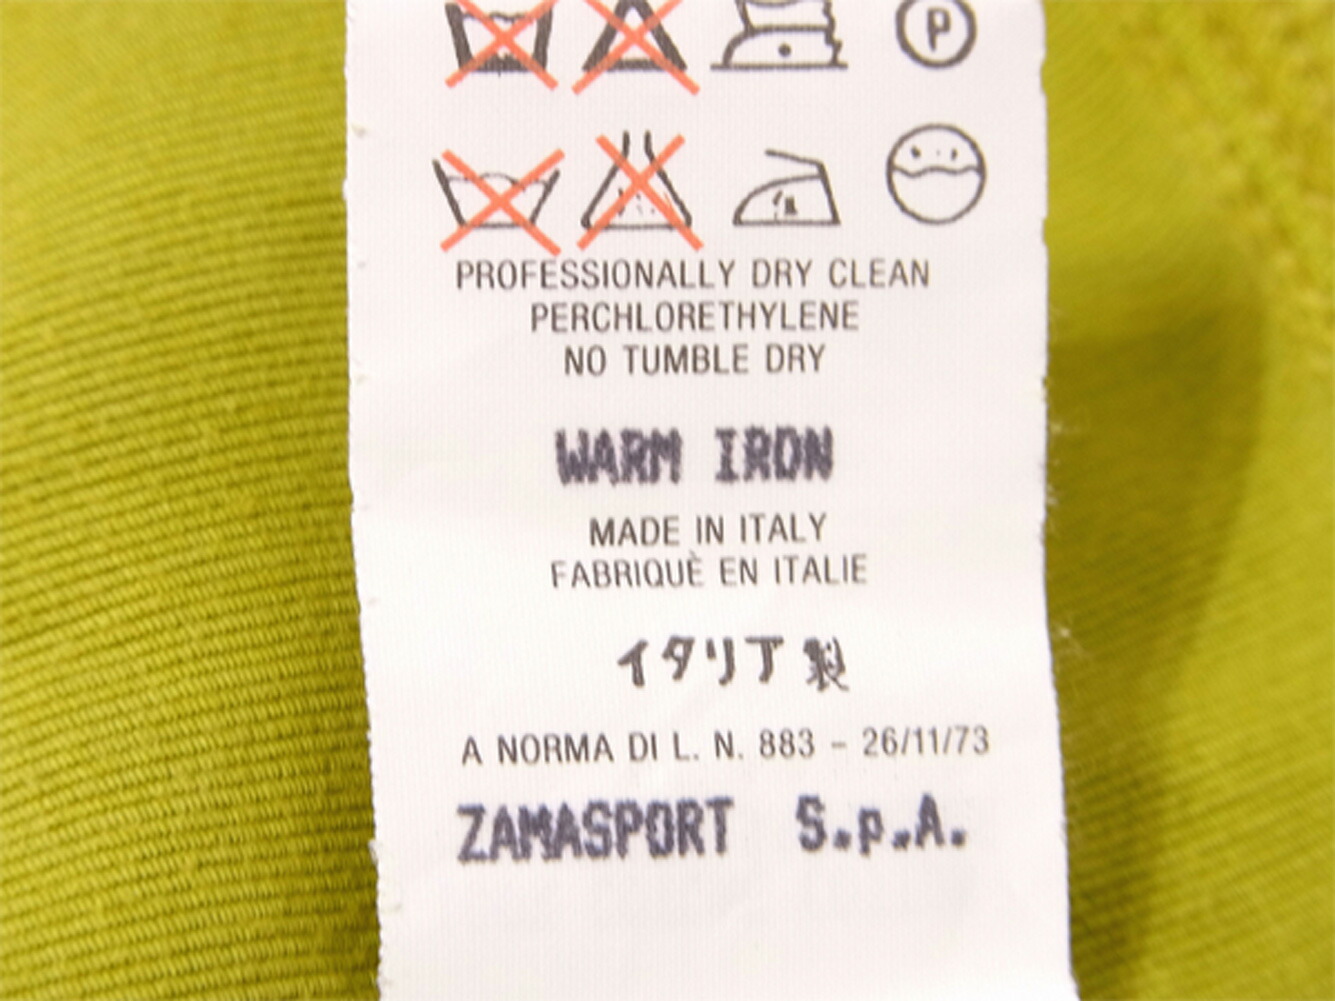 P
PROFESSIONALLY DRY CLEAN
PERCHLORETHYLENE
NO TUMBLE DRY
WARM IRON
MADE IN ITALY
FABRIQUÈ EN ITALIE
イタリア製
A NORMA DI L. N. 883 - 26/11/73
ZAMASPORT S.p.A.